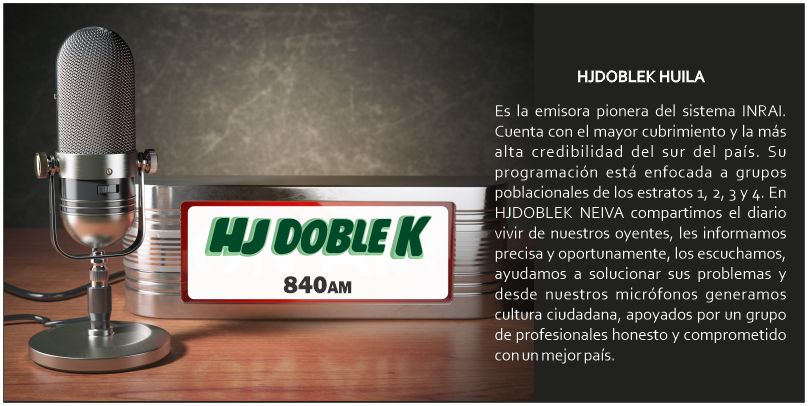 HJ DOBLE K
840AM
HJDOBLEK HUILA
Es la emisora pionera del sistema INRAI.
Cuenta con el mayor cubrimiento y la más
alta credibilidad del sur del país. Su
programación está enfocada a grupos
poblacionales de los estratos 1, 2, 3 y 4. En
HJDOBLEK NEIVA compartimos el diario
vivir de nuestros oyentes, les informamos
precisa y oportunamente, los escuchamos,
ayudamos a solucionar sus problemas y
desde nuestros micrófonos generamos
cultura ciudadana, apoyados por un grupo
de profesionales honesto y comprometido
con un mejor país.